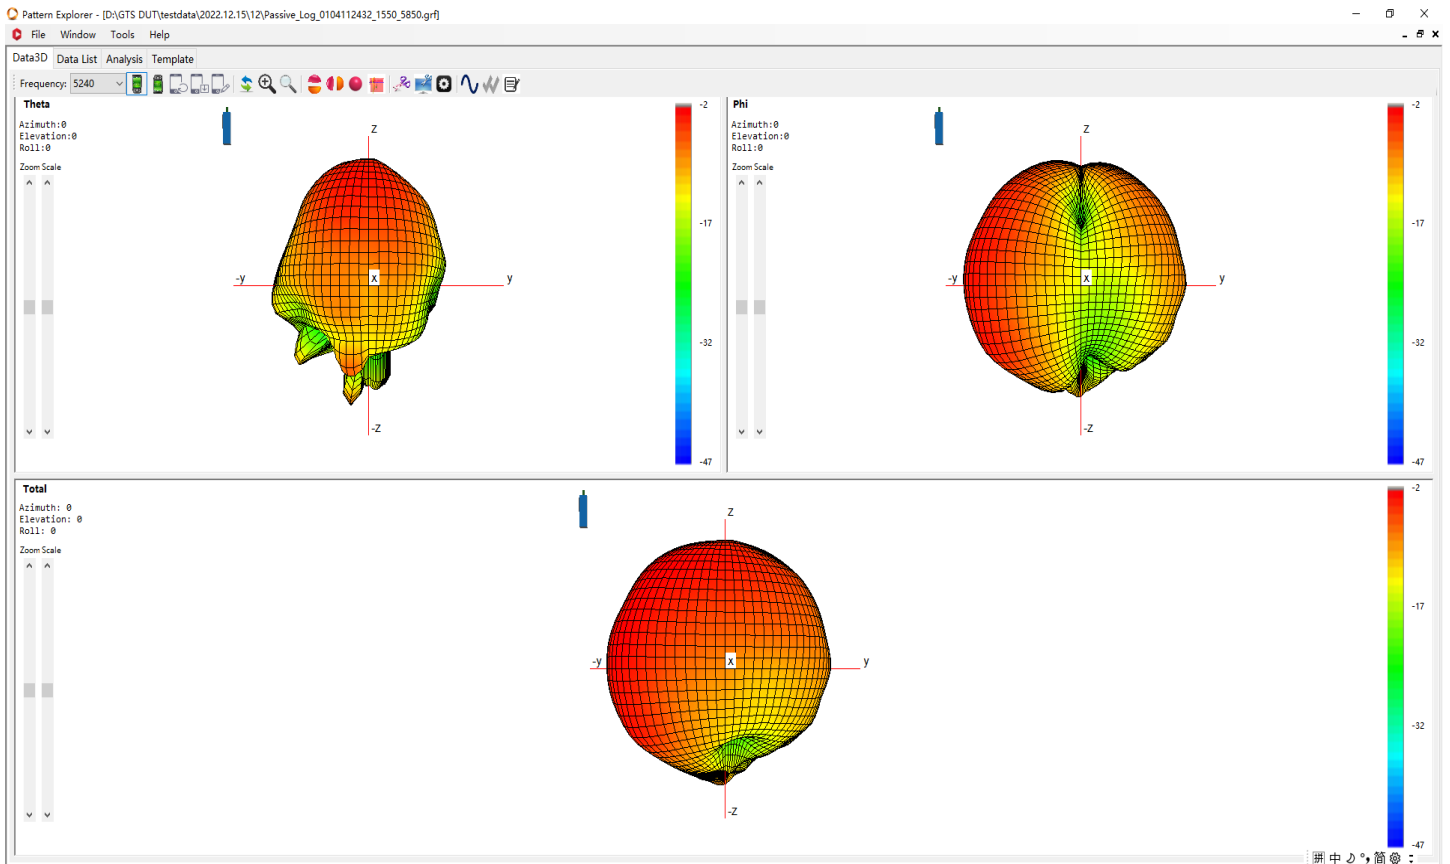 Pattern Explorer - [D:\GTS DUT\testdata\2022.12.15\12\Passive_Log_0104112432_1550_5850.grf]
File Window Tools Help
Data3D Data List Analysis Template
Frequency: 5240
Theta
Azimuth:0
Elevation:0
Roll:0
Zoom Scale
Z
-y
X
y
-Z
-2
-17
-32
-47
Phi
Azimuth:0
Elevation:0
Roll:0
Zoom Scale
Z
-y
X
y
-Z
-2
-17
-32
-47
Total
Azimuth: 0
Elevation: 0
Roll: 0
Zoom Scale
Z
-y
X
y
-Z
-2
-17
-32
-47
拼 中 简